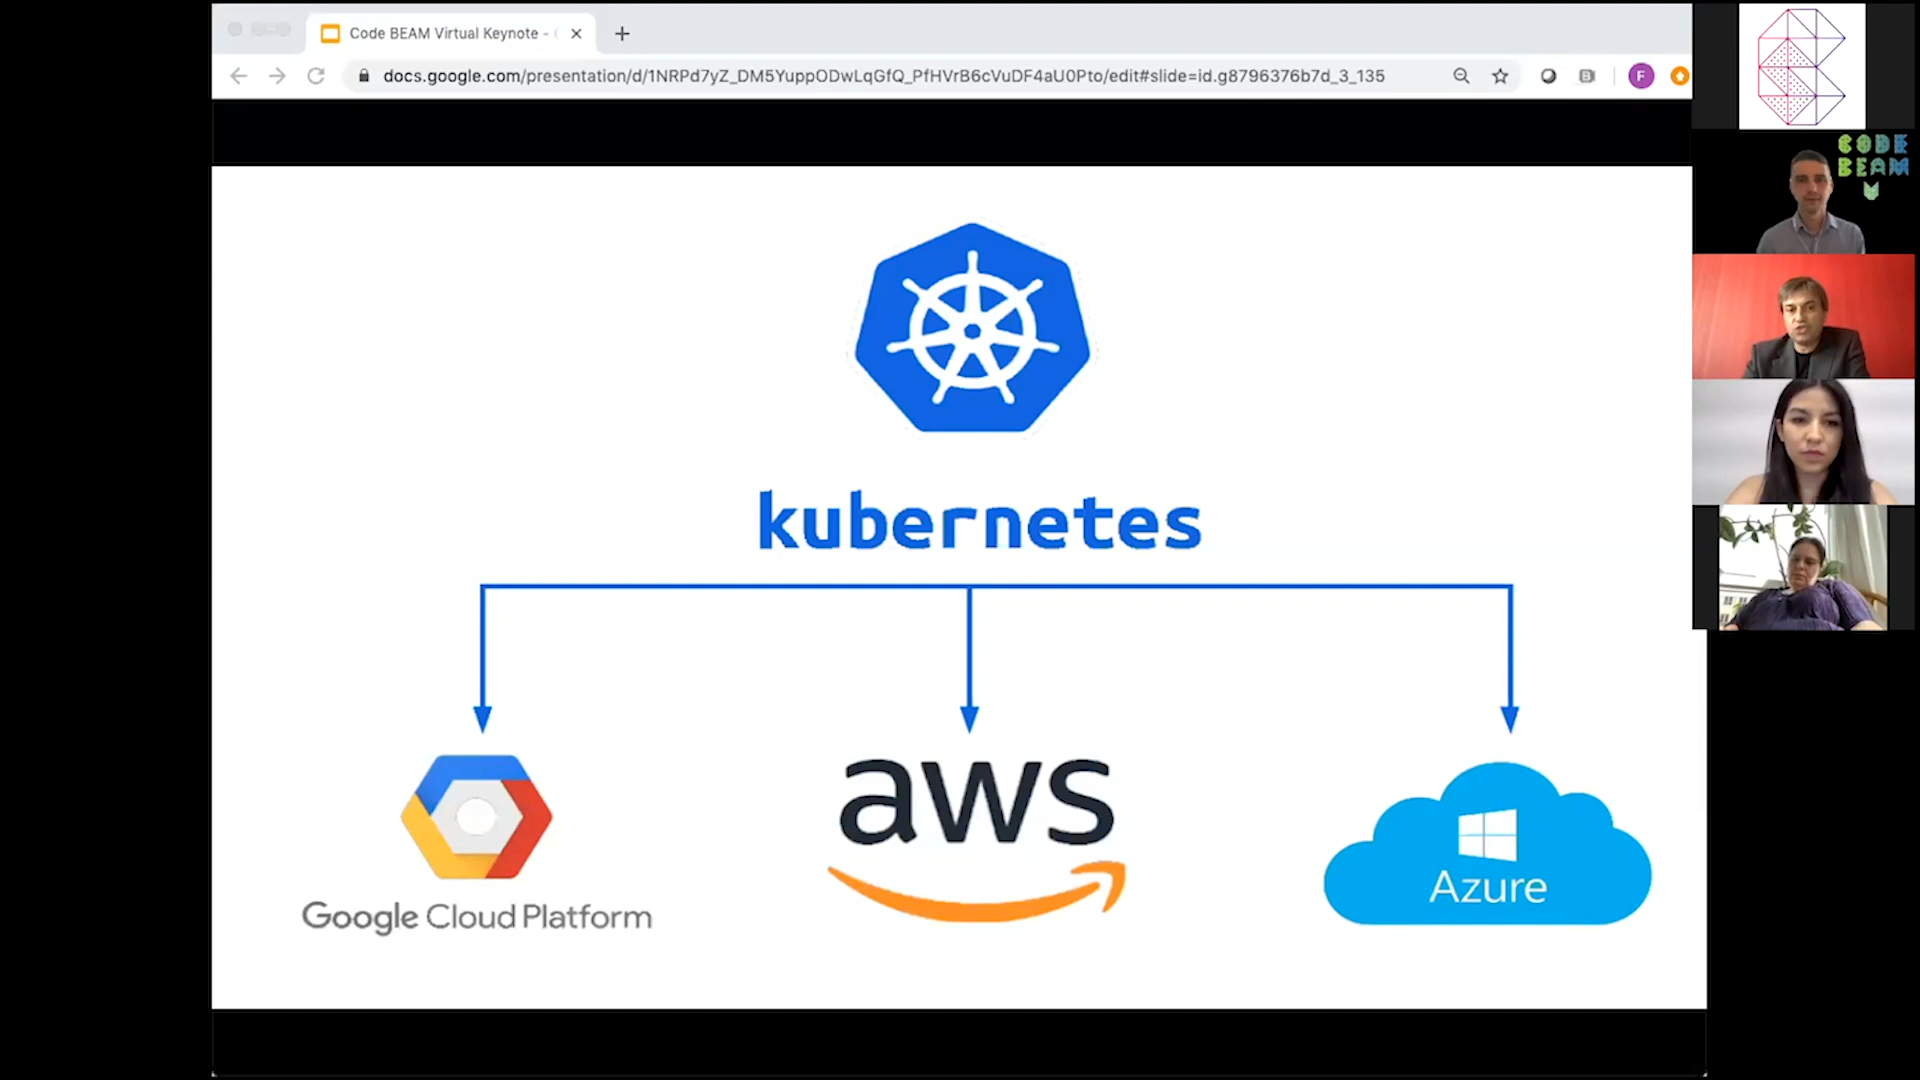 Code BEAM Virtual Keynote -
docs.google.com/presentation/d/1NRPd7yZ_DM5YuppODwLqGfQ_PfHVrB6cVuDF4aU0Pto/edit#slide=id.g8796376b7d_3_135
F
CODE
BEAM
kubernetes
Google Cloud Platform
aws
Azure